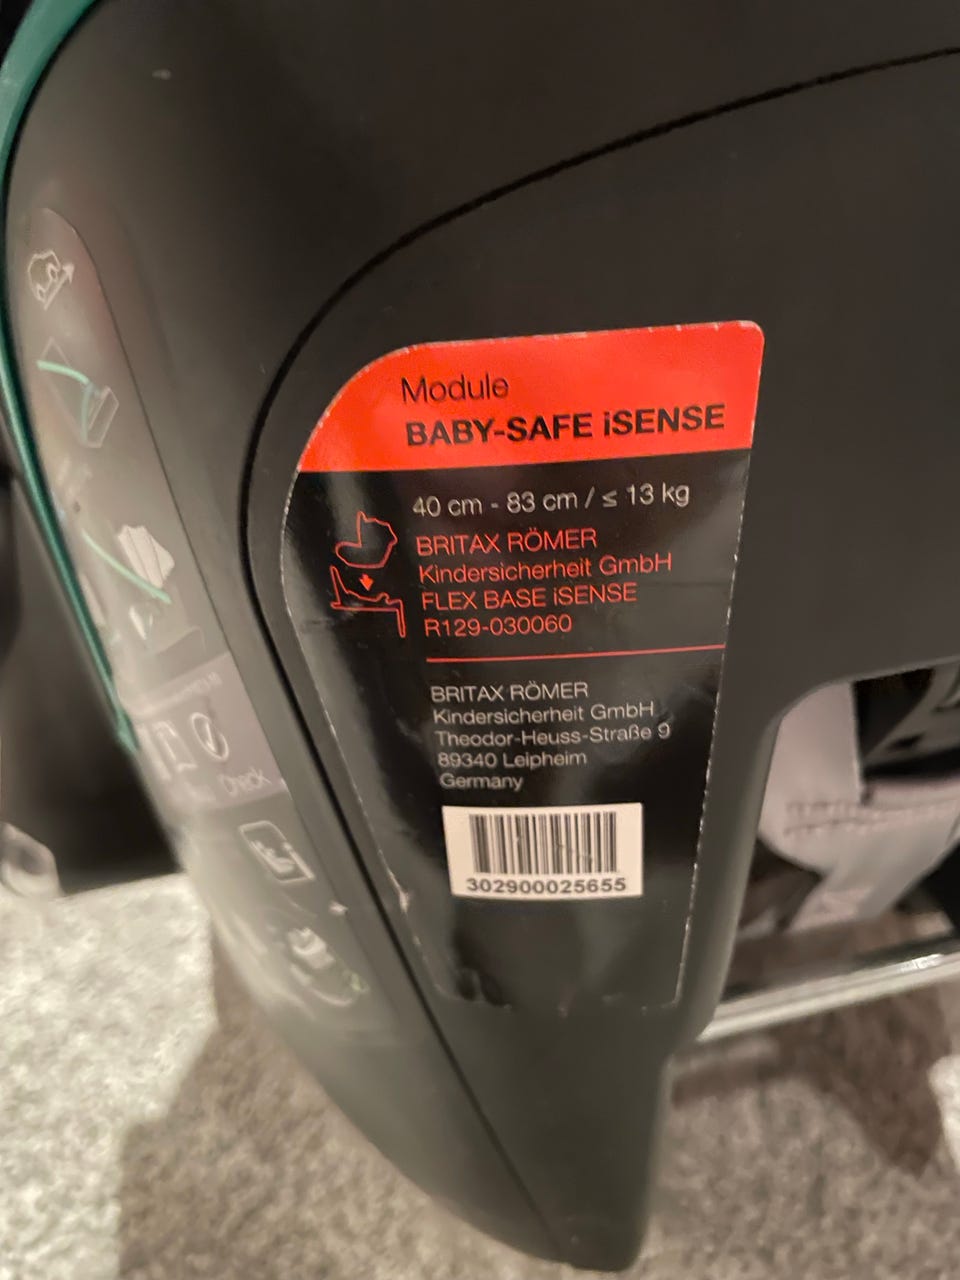 Module
BABY-SAFE iSENSE
40 cm - 83 cm / ≤ 13 kg
BRITAX RÖMER
Kindersicherheit GmbH
FLEX BASE iSENSE
R129-030060
BRITAX RÖMER
Kindersicherheit GmbH
Theodor-Heuss-Straße 9
89340 Leipheim
Germany
302900025655
Check